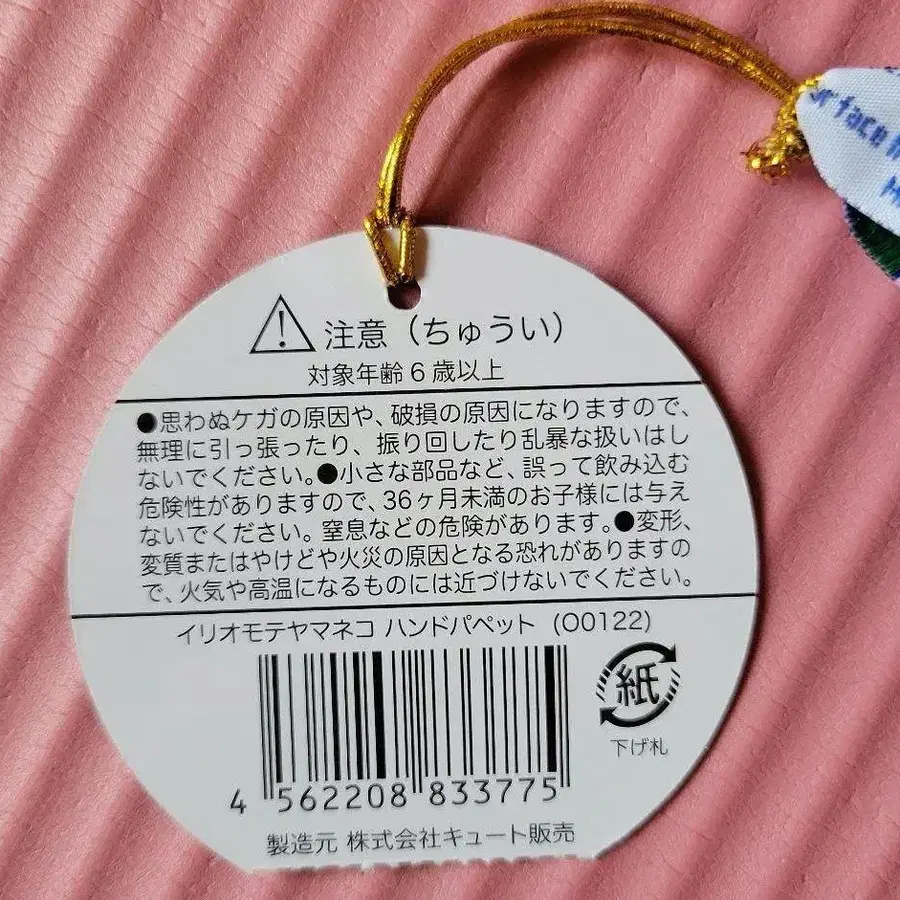 urface W
注意（ちゅうい）
対象年齢 6 歳以上
●思わぬケガの原因や、破損の原因になりますので、
無理に引っ張ったり、振り回したり乱暴な扱いはし
ないでください。●小さな部品など、誤って飲み込む
危険性がありますので、36ヶ月未満のお子様には与え
ないでください。窒息などの危険があります。●変形、
変質またはやけどや火災の原因となる恐れがありますの
で、火気や高温になるものには近づけないでください。
イリオモテヤマネコ ハンドパペット (O0122)
紙
下げ札
4 562208 833775
製造元 株式会社キュート販売